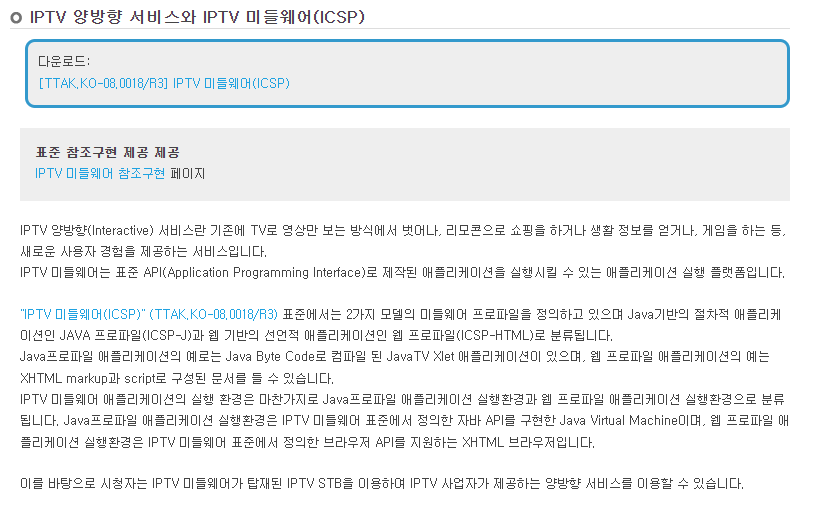 IPTV 양방향 서비스와 IPTV 미들웨어(ICSP)
다운로드:
[TTAK.KO-08.0018/R3] IPTV 미들웨어(ICSP)
표준 참조구현 제공 제공
IPTV 미들웨어 참조구현 페이지
IPTV 양방향(Interactive) 서비스란 기존에 TV로 영상만 보는 방식에서 벗어나, 리모콘으로 쇼핑을 하거나 생활 정보를 얻거나, 게임을 하는 등,
새로운 사용자 경험을 제공하는 서비스입니다.
IPTV 미들웨어는 표준 API(Application Programming Interface)로 제작된 애플리케이션을 실행시킬 수 있는 애플리케이션 실행 플랫폼입니다.
"IPTV 미들웨어(ICSP)" (TTAK.KO-08.0018/R3) 표준에서는 2가지 모델의 미들웨어 프로파일을 정의하고 있으며 Java기반의 절차적 애플리케
이션인 JAVA 프로파일(ICSP-J)과 웹 기반의 선언적 애플리케이션인 웹 프로파일(ICSP-HTML)로 분류됩니다.
Java프로파일 애플리케이션의 예로는 Java Byte Code로 컴파일 된 JavaTV Xlet 애플리케이션이 있으며, 웹 프로파일 애플리케이션의 예는
XHTML markup과 script로 구성된 문서를 들 수 있습니다.
IPTV 미들웨어 애플리케이션의 실행 환경은 마찬가지로 Java프로파일 애플리케이션 실행환경과 웹 프로파일 애플리케이션 실행환경으로 분류
됩니다. Java프로파일 애플리케이션 실행환경은 IPTV 미들웨어 표준에서 정의한 자바 API를 구현한 Java Virtual Machine이며, 웹 프로파일 애
플리케이션 실행환경은 IPTV 미들웨어 표준에서 정의한 브라우저 API를 지원하는 XHTML 브라우저입니다.
이를 바탕으로 시청자는 IPTV 미들웨어가 탑재된 IPTV STB을 이용하여 IPTV 사업자가 제공하는 양방향 서비스를 이용할 수 있습니다.